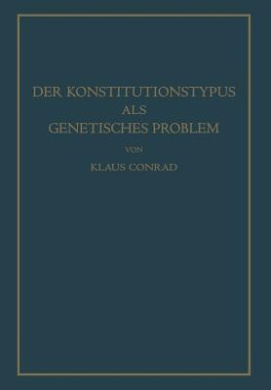 DER KONSTITUTIONSTYPUS
ALS
GENETISCHES PROBLEM
VON
KLAUS CONRAD